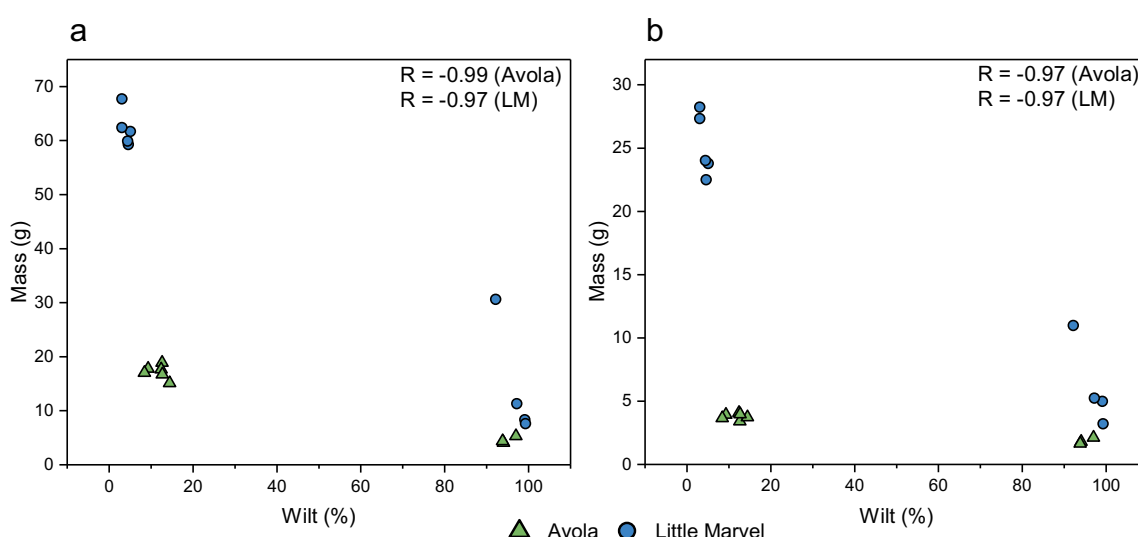 a
b
R = -0.99 (Avola)
R = -0.97 (LM)
R = -0.97 (Avola)
R = -0.97 (LM)
70
60
50
40
30
20
10
0
Mass (g)
0 20 40 60 80 100
Wilt (%)
30
25
20
15
10
5
0
Mass (g)
0 20 40 60 80 100
Wilt (%)
Avola Little Marvel